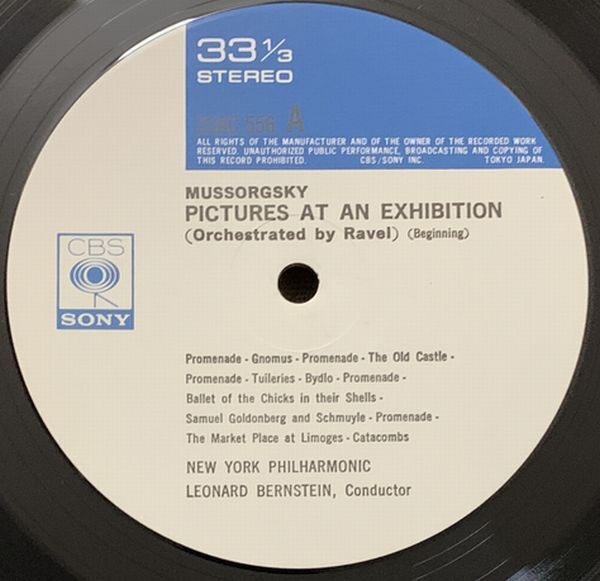 33 1/3
STEREO
556 A
ALL RIGHTS OF THE MANUFACTURER AND OF THE OWNER OF THE RECORDED WORK
RESERVED. UNAUTHORIZED PUBLIC PERFORMANCE, BROADCASTING AND COPYING OF
THIS RECORD PROHIBITED. CBS/SONY INC. TOKYO JAPAN.
MUSSORGSKY
PICTURES AT AN EXHIBITION
(Orchestrated by Ravel) (Beginning)
CBS
SONY
Promenade - Gnomus - Promenade - The Old Castle -
Promenade - Tuileries - Bydlo - Promenade -
Ballet of the Chicks in their Shells -
Samuel Goldonberg and Schmuyle - Promenade -
The Market Place at Limoges - Catacombs
NEW YORK PHILHARMONIC
LEONARD BERNSTEIN, Conductor